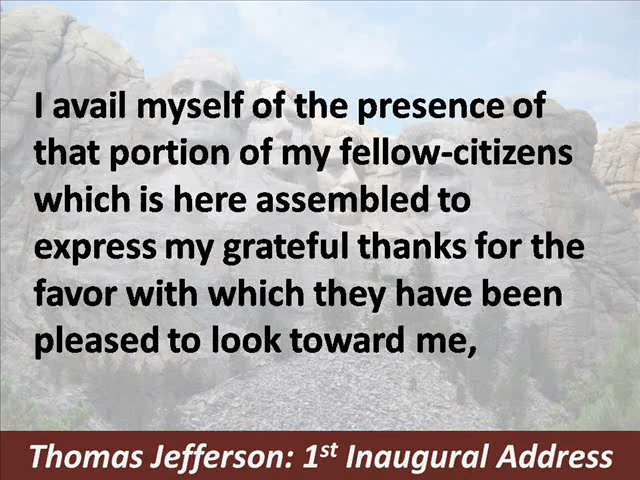 I avail myself of the presence of
that portion of my fellow-citizens
which is here assembled to
express my grateful thanks for the
favor with which they have been
pleased to look toward me,
Thomas Jefferson: 1st Inaugural Address